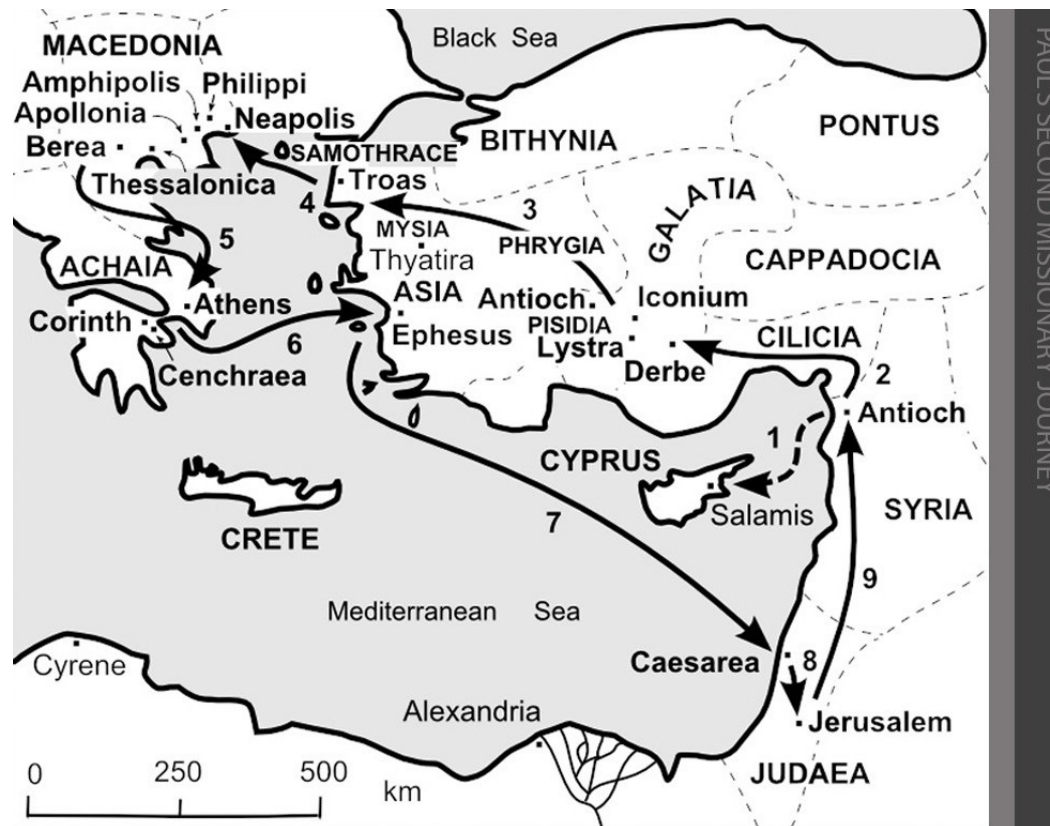 Black Sea
MACEDONIA
Amphipolis
Philippi
Apollonia
Neapolis
Berea
SAMOTHRACE
BITHYNIA
PONTUS
Thessalonica
Troas
4
3
GALATIA
MYSIA
PHRYGIA
5
Thyatira
CAPPADOCIA
ACHAIA
ASIA
Antioch
Iconium
Athens
Corinth
Ephesus
PISIDIA
Lystra
CILICIA
6
Cenchraea
Derbe
2
Antioch
1
CYPRUS
Salamis
SYRIA
7
CRETE
9
Mediterranean Sea
Cyrene
Caesarea
8
Alexandria
Jerusalem
JUDAEA
0 250 500
km
PAUL'S SECOND MISSIONARY JOURNEY